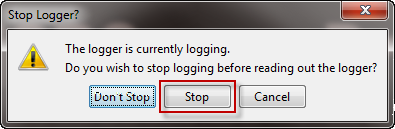 Stop Logger?
The logger is currently logging.
Do you wish to stop logging before reading out the logger?
Don't Stop Stop Cancel